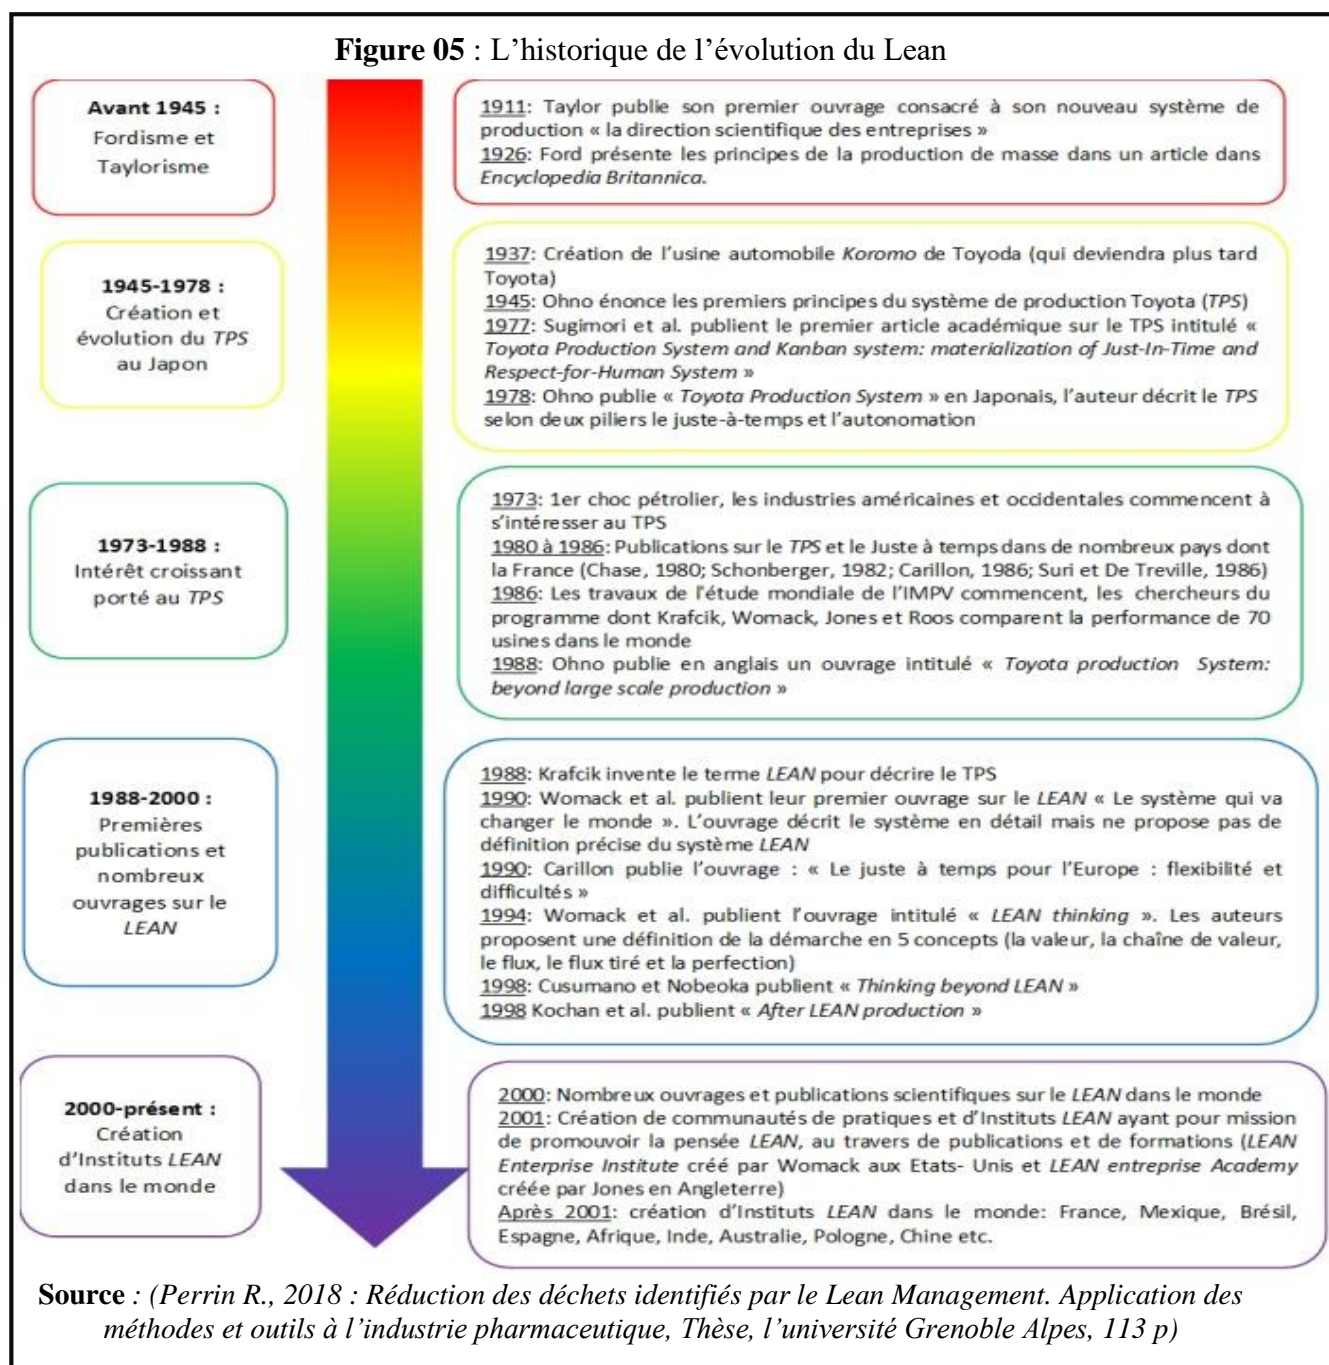 Figure 05 : L’historique de l’évolution du Lean
Avant 1945 :
Fordisme et
Taylorisme
1911: Taylor publie son premier ouvrage consacré à son nouveau système de
production « la direction scientifique des entreprises »
1926: Ford présente les principes de la production de masse dans un article dans
Encyclopedia Britannica.
1945-1978 :
Création et
évolution du TPS
au Japon
1937: Création de l’usine automobile Koromo de Toyoda (qui deviendra plus tard
Toyota)
1945: Ohno énonce les premiers principes du système de production Toyota (TPS)
1977: Sugimori et al. publient le premier article académique sur le TPS intitulé «
Toyota Production System and Kanban system: materialization of Just-In-Time and
Respect-for-Human System »
1978: Ohno publie « Toyota Production System » en Japonais, l’auteur décrit le TPS
selon deux piliers le juste-à-temps et l’autonomation
1973-1988 :
Intérêt croissant
porté au TPS
1973: 1er choc pétrolier, les industries américaines et occidentales commencent à
s’intéresser au TPS
1980 à 1986: Publications sur le TPS et le Juste à temps dans de nombreux pays dont
la France (Chase, 1980; Schonberger, 1982; Carillon, 1986; Suri et De Treville, 1986)
1986: Les travaux de l'étude mondiale de l’IMPV commencent, les chercheurs du
programme dont Krafcik, Womack, Jones et Roos comparent la performance de 70
usines dans le monde
1988: Ohno publie en anglais un ouvrage intitulé « Toyota production System:
beyond large scale production »
1988-2000 :
Premières
publications et
nombreux
ouvrages sur le
LEAN
1988: Krafcik invente le terme LEAN pour décrire le TPS
1990: Womack et al. publient leur premier ouvrage sur le LEAN « Le système qui va
changer le monde ». L’ouvrage décrit le système en détail mais ne propose pas de
définition précise du système LEAN
1990: Carillon publie l’ouvrage : « Le juste à temps pour l’Europe : flexibilité et
difficultés »
1994: Womack et al. publient l’ouvrage intitulé « LEAN thinking ». Les auteurs
proposent une définition de la démarche en 5 concepts (la valeur, la chaîne de valeur,
le flux, le flux tiré et la perfection)
1998: Cusumano et Nobeoka publient « Thinking beyond LEAN »
1998 Kochan et al. publient « After LEAN production »
2000-présent :
Création
d’Instituts LEAN
dans le monde
2000: Nombreux ouvrages et publications scientifiques sur le LEAN dans le monde
2001: Création de communautés de pratiques et d’Instituts LEAN ayant pour mission
de promouvoir la pensée LEAN, au travers de publications et de formations (LEAN
Enterprise Institute créé par Womack aux Etats- Unis et LEAN entreprise Academy
créée par Jones en Angleterre)
Après 2001: création d’Instituts LEAN dans le monde: France, Mexique, Brésil,
Espagne, Afrique, Inde, Australie, Pologne, Chine etc.
Source : (Perrin R., 2018 : Réduction des déchets identifiés par le Lean Management. Application des
méthodes et outils à l’industrie pharmaceutique, Thèse, l’université Grenoble Alpes, 113 p)